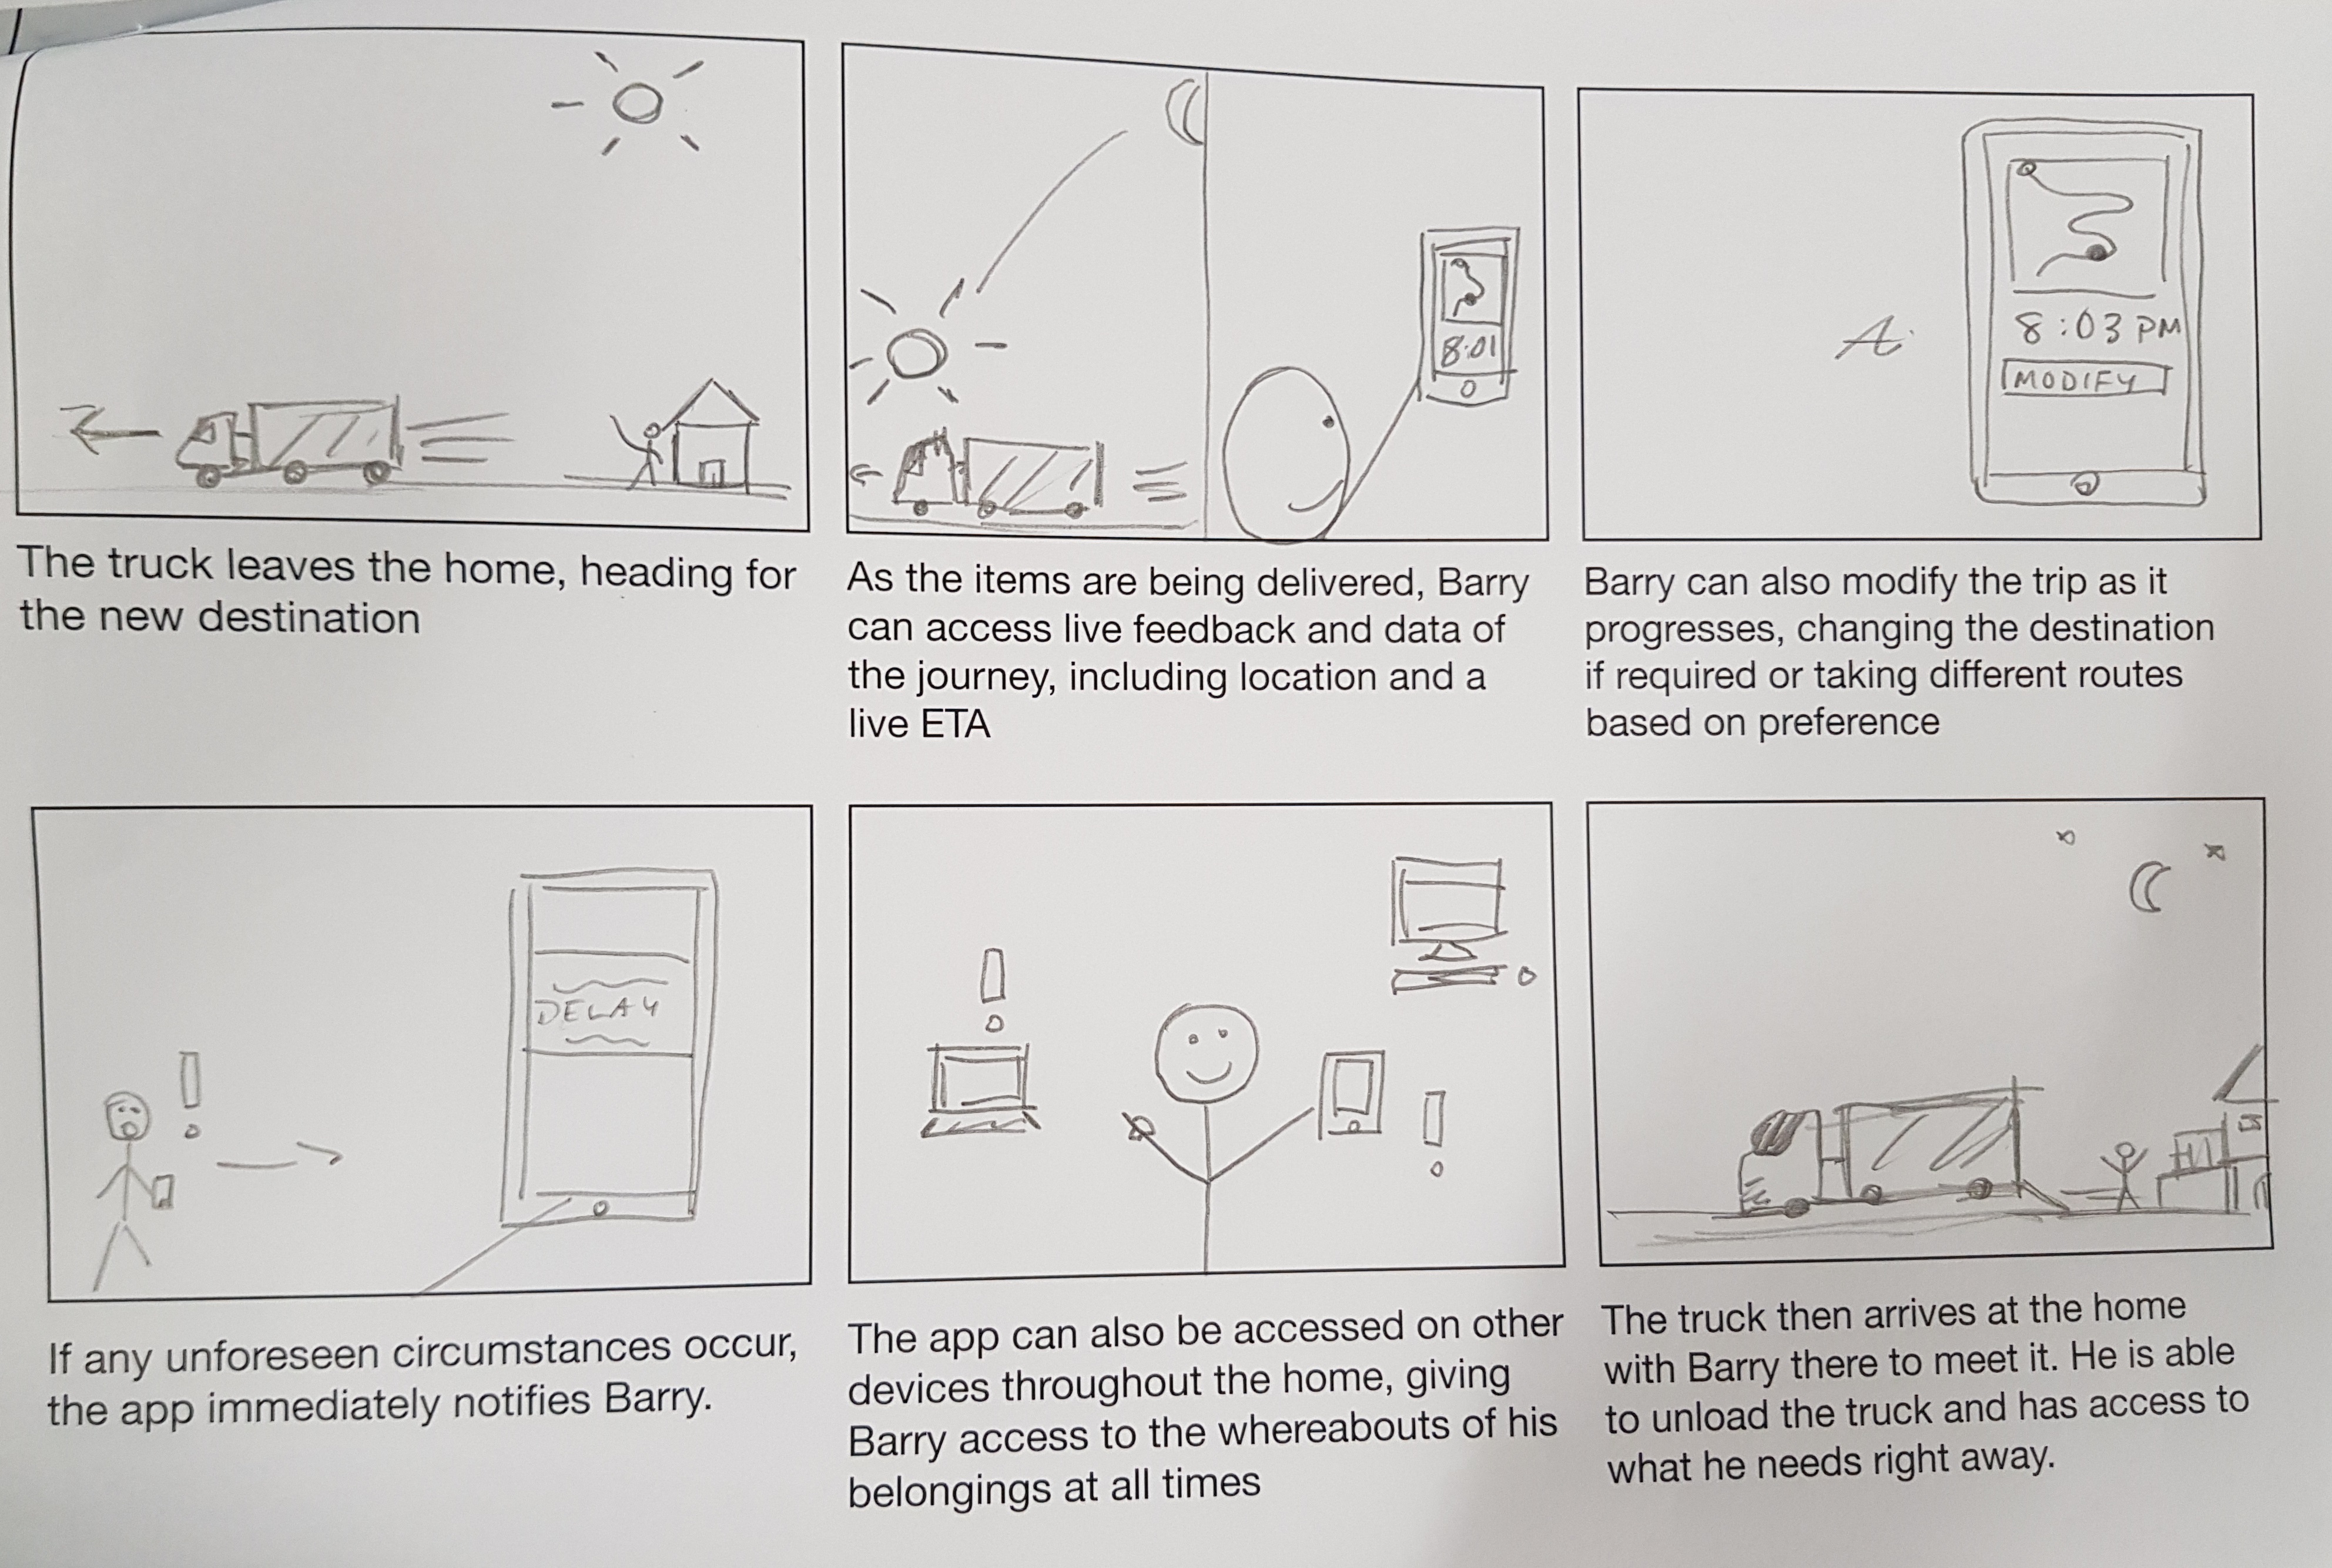 8:01
8:03 PM
MODIFY
The truck leaves the home, heading for
the new destination
As the items are being delivered, Barry
can access live feedback and data of
the journey, including location and a
live ETA
Barry can also modify the trip as it
progresses, changing the destination
if required or taking different routes
based on preference
DELAY
If any unforeseen circumstances occur,
the app immediately notifies Barry.
The app can also be accessed on other
devices throughout the home, giving
Barry access to the whereabouts of his
belongings at all times
The truck then arrives at the home
with Barry there to meet it. He is able
to unload the truck and has access to
what he needs right away.